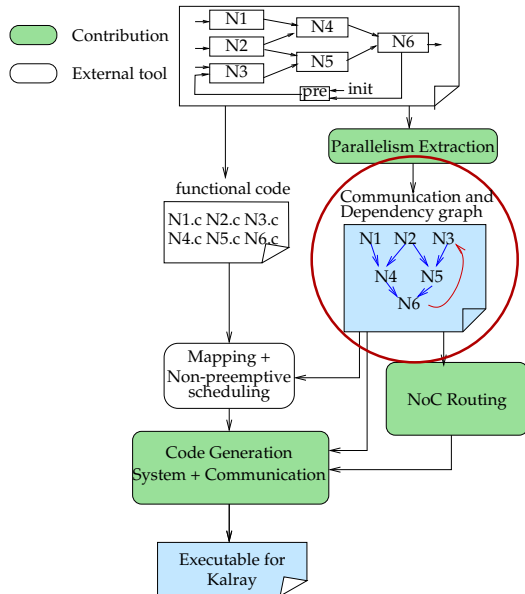 Contribution
External tool
N1
N2
N3
N4
N5
N6
pre
init
Parallelism Extraction
functional code
N1.c N2.c N3.c
N4.c N5.c N6.c
Communication and
Dependency graph
N1 N2 N3
N4 N5
N6
Mapping +
Non-preemptive
scheduling
NoC Routing
Code Generation
System + Communication
Executable for
Kalray